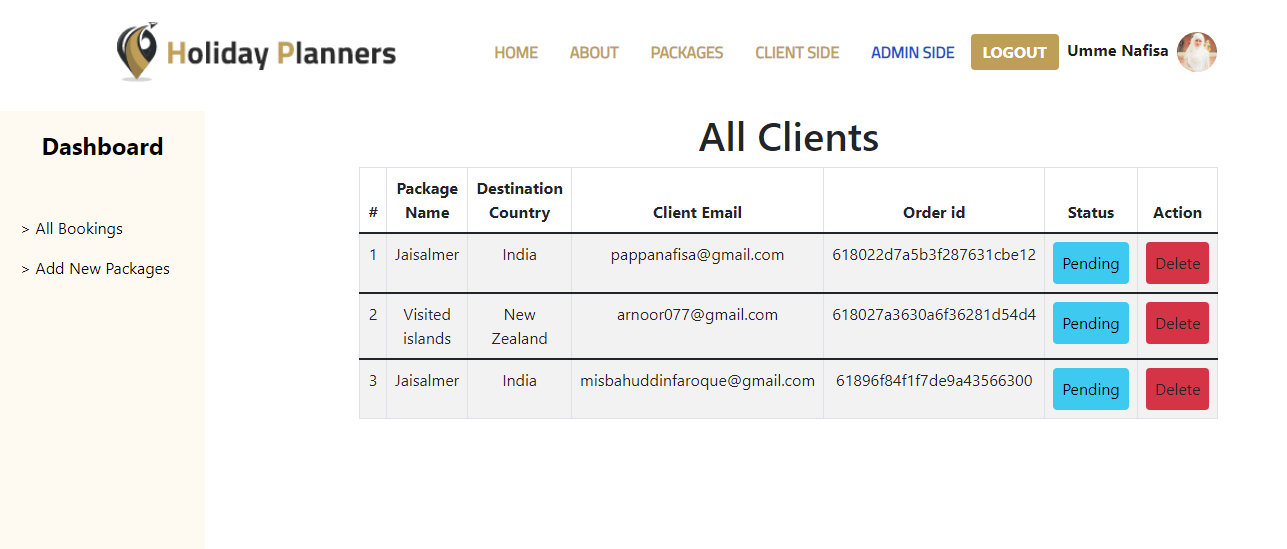 Holiday Planners
HOME ABOUT PACKAGES CLIENT SIDE ADMIN SIDE LOGOUT Umme Nafisa
Dashboard
> All Bookings
> Add New Packages
All Clients
# Package Name Destination Country Client Email Order id Status Action
1 Jaisalmer India pappanafisa@gmail.com 618022d7a5b3f287631cbe12 Pending Delete
2 Visited islands New Zealand arnoor077@gmail.com 618027a3630a6f36281d54d4 Pending Delete
3 Jaisalmer India misbahuddinfaroque@gmail.com 61896f84f1f7de9a43566300 Pending Delete